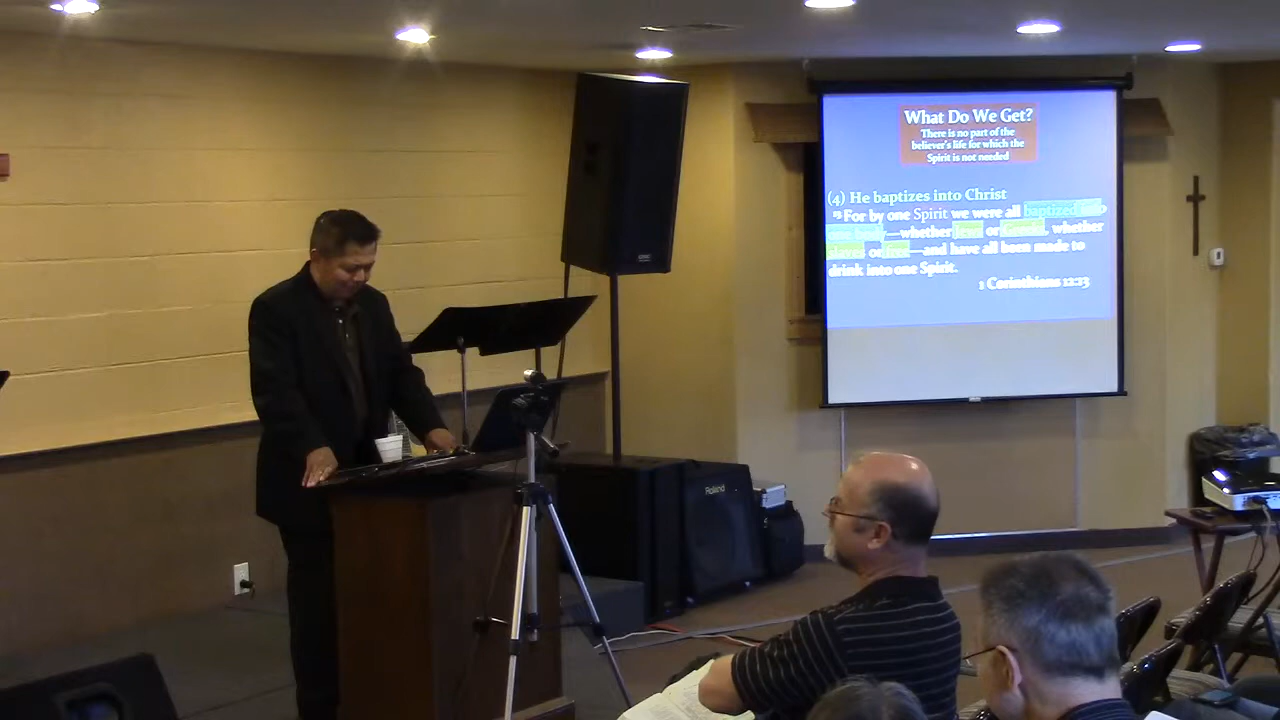 What Do We Get?
There is no part of the
believer's life for which the
Spirit is not needed
(4) He baptizes into Christ
13 For by one Spirit we were all baptized into
one body—whether Jews or Greeks, whether
slaves or free—and have all been made to
drink into one Spirit.
1 Corinthians 12:13
Roland